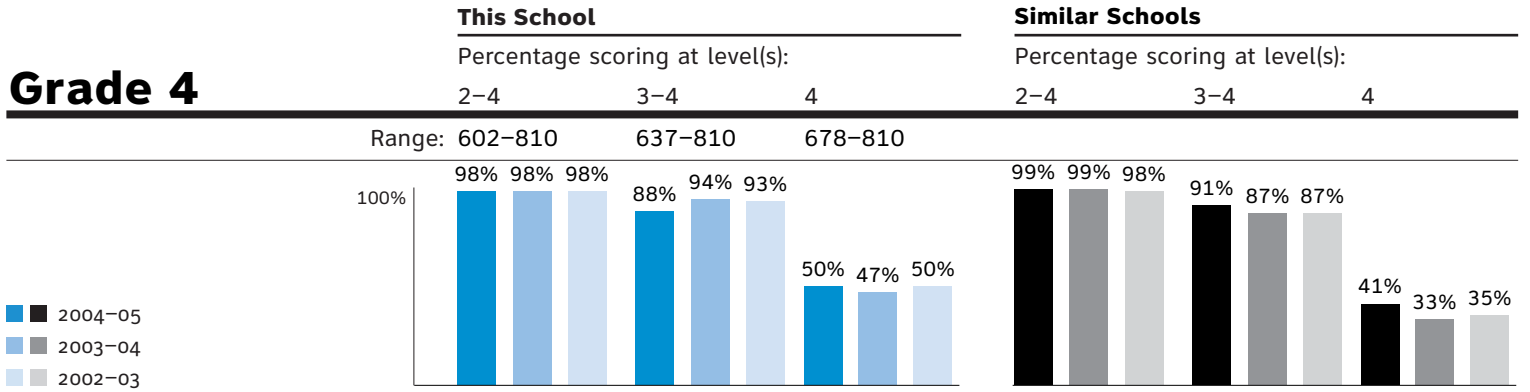 This School Similar Schools
Percentage scoring at level(s): Percentage scoring at level(s):
Grade 4
2–4 3–4 4 2–4 3–4 4
Range: 602–810 637–810 678–810
98% 98% 98% 88% 94% 93% 50% 47% 50% 99% 99% 98% 91% 87% 87% 41% 33% 35%
100%
2004–05
2003–04
2002–03